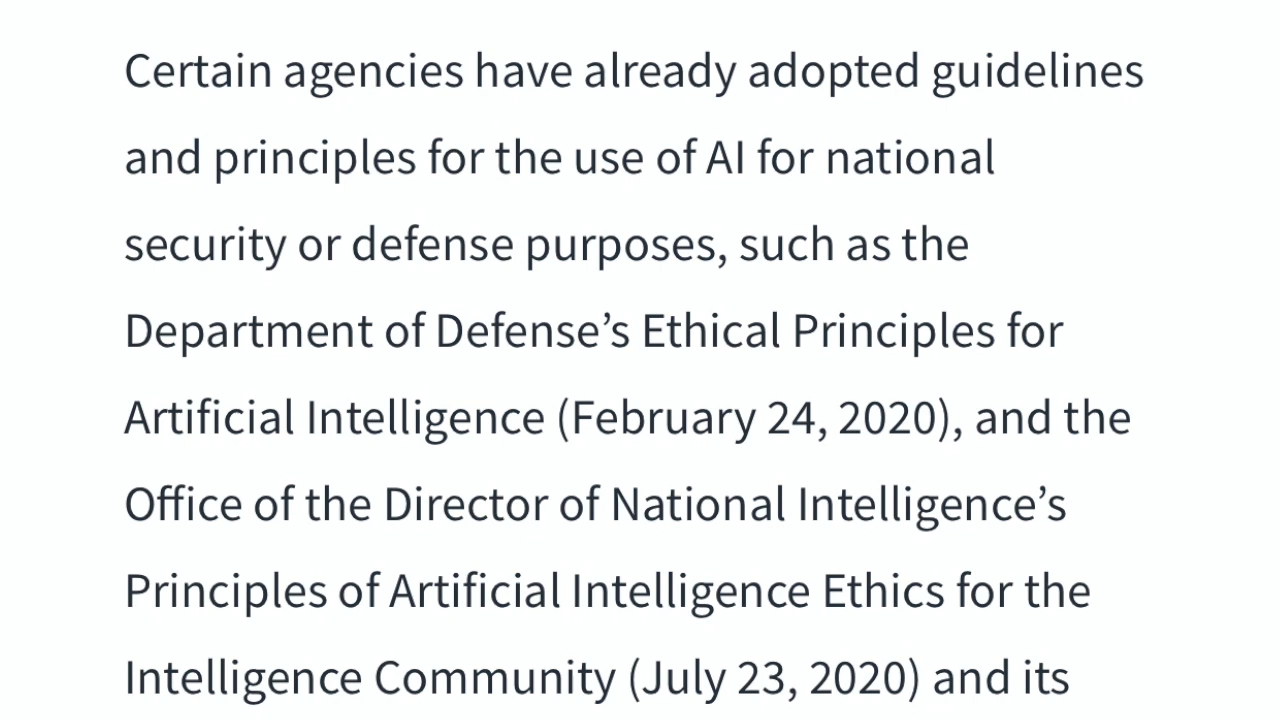 Certain agencies have already adopted guidelines
and principles for the use of AI for national
security or defense purposes, such as the
Department of Defense’s Ethical Principles for
Artificial Intelligence (February 24, 2020), and the
Office of the Director of National Intelligence’s
Principles of Artificial Intelligence Ethics for the
Intelligence Community (July 23, 2020) and its